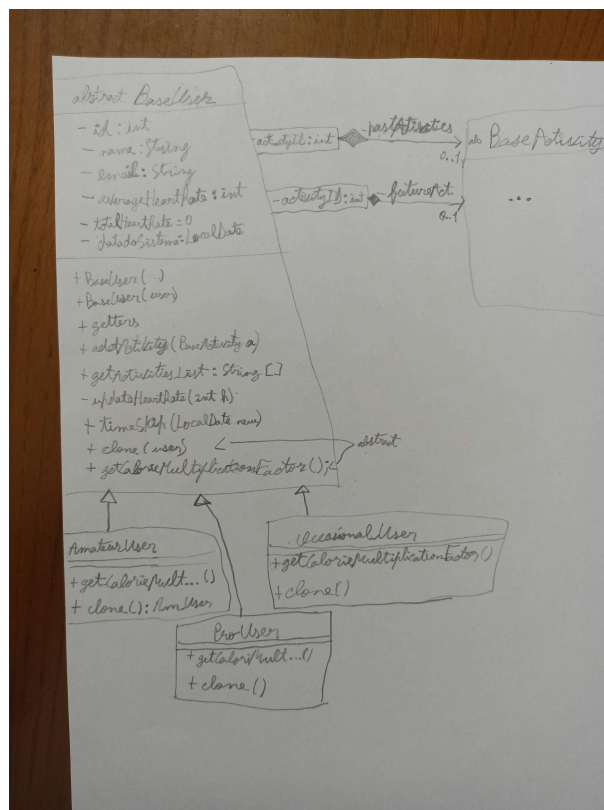 abstract BaseUser
- id : int
- name : String
- email : String
- averageHeartRate : int
- totalHeartRate = 0
- datadoSistema: LocalDate
+ BaseUser (..)
+ BaseUser (user)
+ getters
+ addActivity (BaseActivity a)
+ getActivitiesList : String []
- updateHeartRate (int h)
+ timeSkip (LocalDate new)
+ clone (user)
abstract
+ getCalorieMultiplicationFactor ();
- activityID : int
- pastActivities
0..1
- activityID : int
- futureAct.
0..1
ab BaseActivity
...
AmateurUser
+ getCalorieMult... ()
+ clone () : AmUser
ProUser
+ getCaloriMult... ()
+ clone ()
OccasionalUser
+ getCalorieMultiplicationFactor ()
+ clone ()